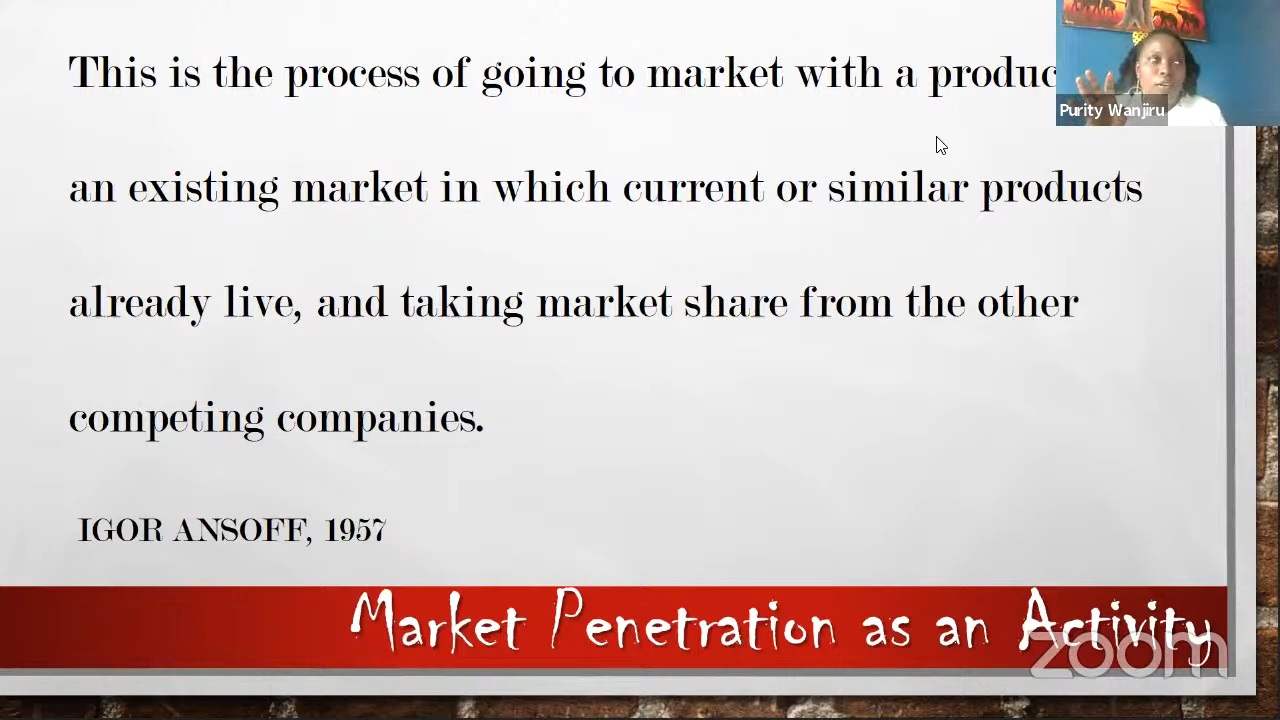 This is the process of going to market with a produc
Purity Wanjiru
an existing market in which current or similar products
already live, and taking market share from the other
competing companies.
IGOR ANSOFF, 1957
Market Penetration as an Activity
zoom